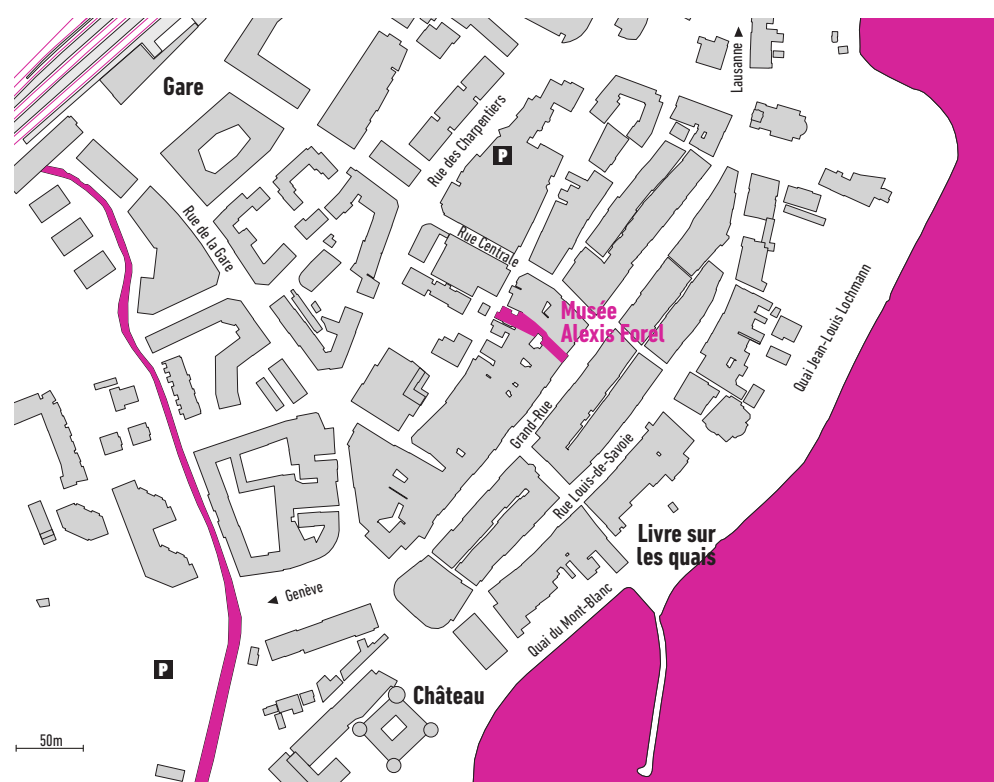 Lausanne
Gare
Rue des Charpentiers
P
Rue de la Gare
Rue Centrale
Musée
Alexis Forel
Quai Jean-Louis Lochmann
Grand-Rue
Rue Louis-de-Savoie
Livre sur
les quais
Genève
Quai du Mont-Blanc
P
Château
50m